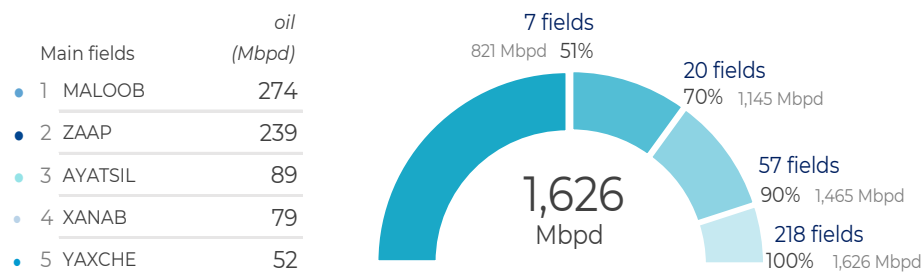 oil
Main fields (Mbpd)
1 MALOOB 274
2 ZAAP 239
3 AYATSIL 89
4 XANAB 79
5 YAXCHE 52
7 fields
821 Mbpd 51%
20 fields
70% 1,145 Mbpd
57 fields
90% 1,465 Mbpd
218 fields
100% 1,626 Mbpd
1,626
Mbpd